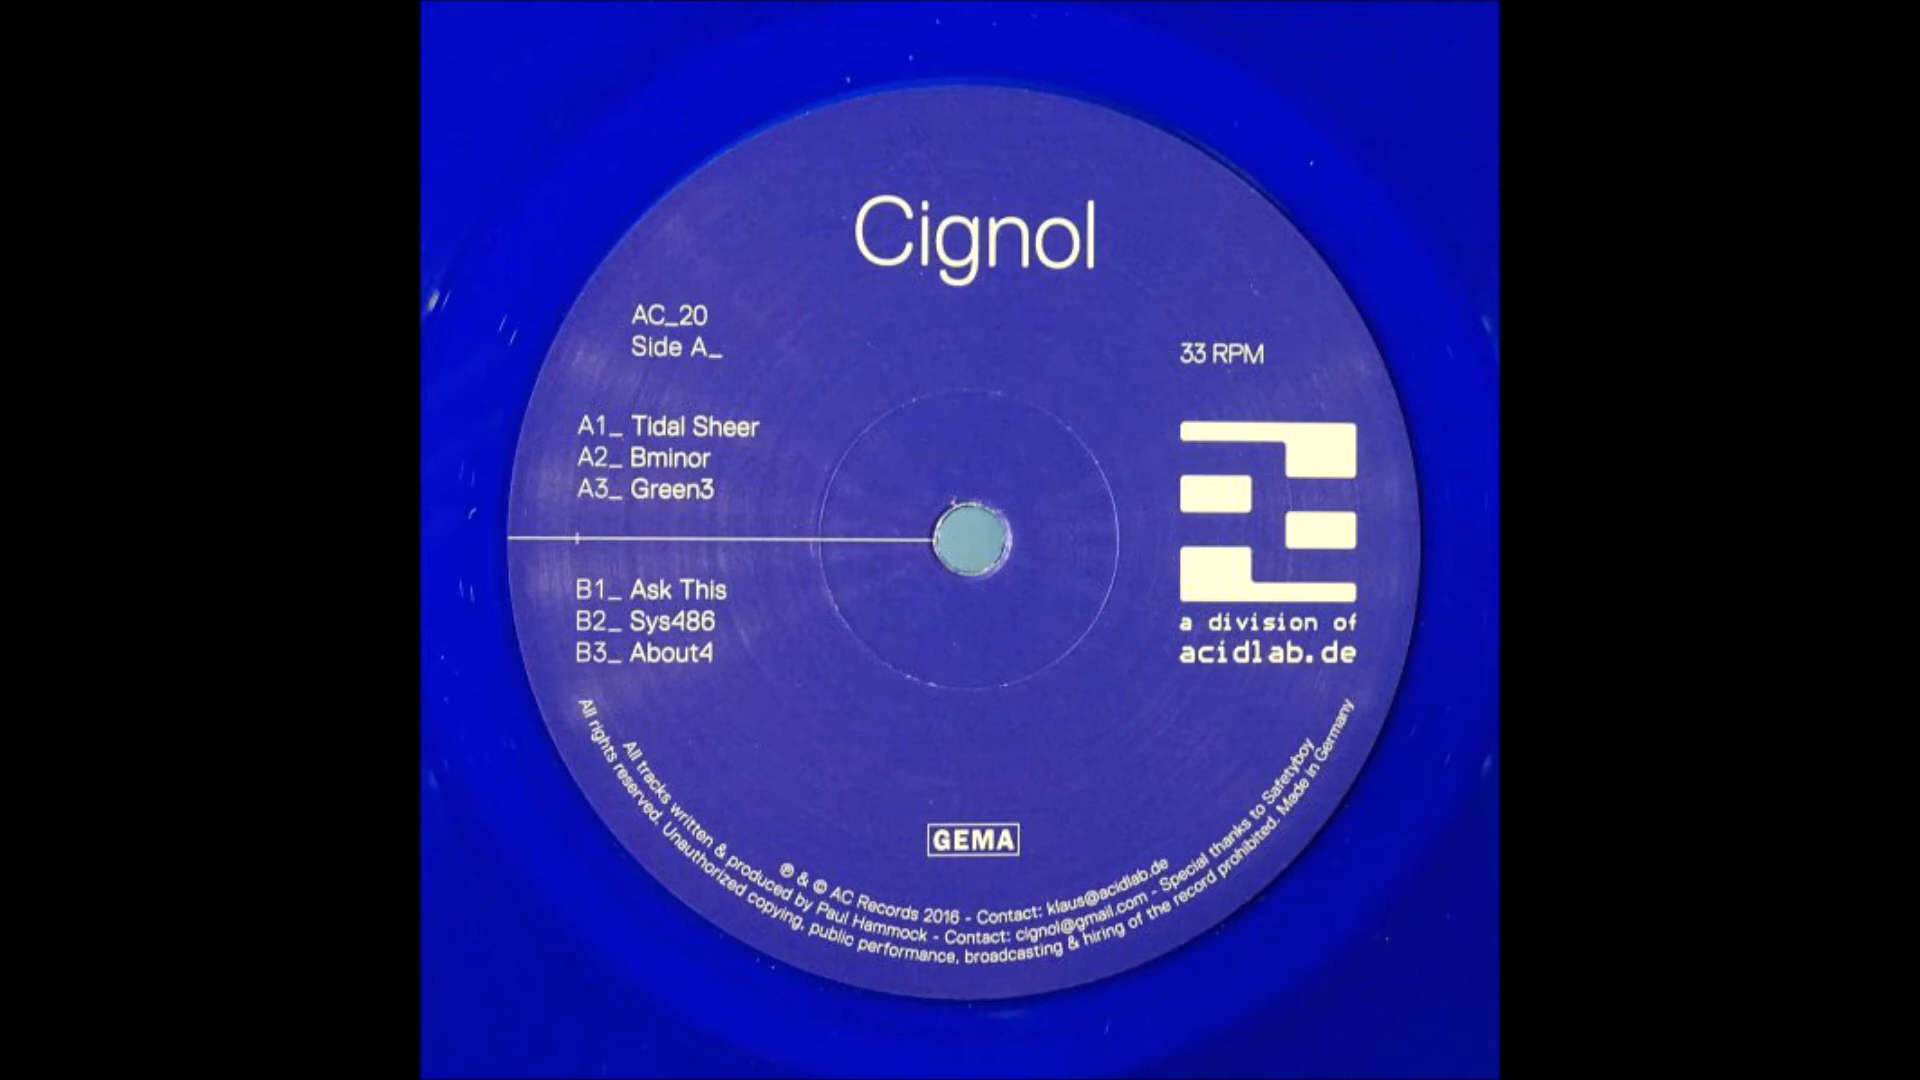 Cignol
AC_20
Side A_
33 RPM
A1_ Tidal Sheer
A2_ Bminor
A3_ Green3
B1_ Ask This
B2_ Sys486
B3_ About4
a division of
acidlab.de
GEMA
℗ & © AC Records 2016 - Contact: klaus@acidlab.de
All tracks written & produced by Paul Hammock - Contact: cignol@gmail.com - Special thanks to Safetyboy
All rights reserved. Unauthorized copying, public performance, broadcasting & hiring of the record prohibited. Made in Germany